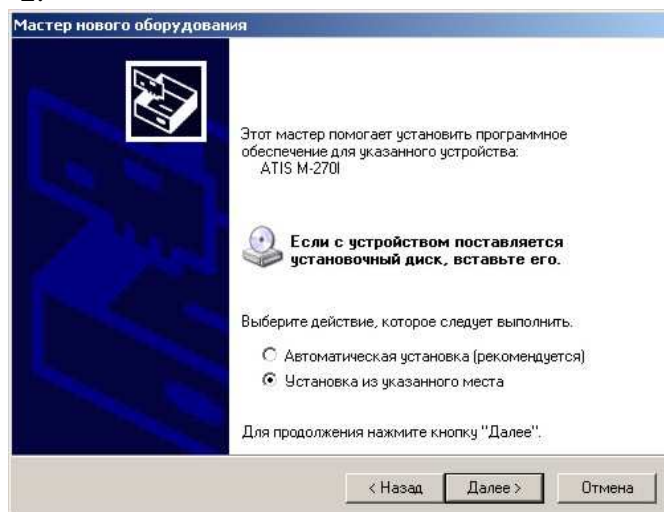 Мастер нового оборудования
Этот мастер помогает установить программное
обеспечение для указанного устройства:
ATIS M-270I
Если с устройством поставляется
установочный диск, вставьте его.
Выберите действие, которое следует выполнить.
Автоматическая установка (рекомендуется)
Установка из указанного места
Для продолжения нажмите кнопку "Далее".
< Назад Далее > Отмена